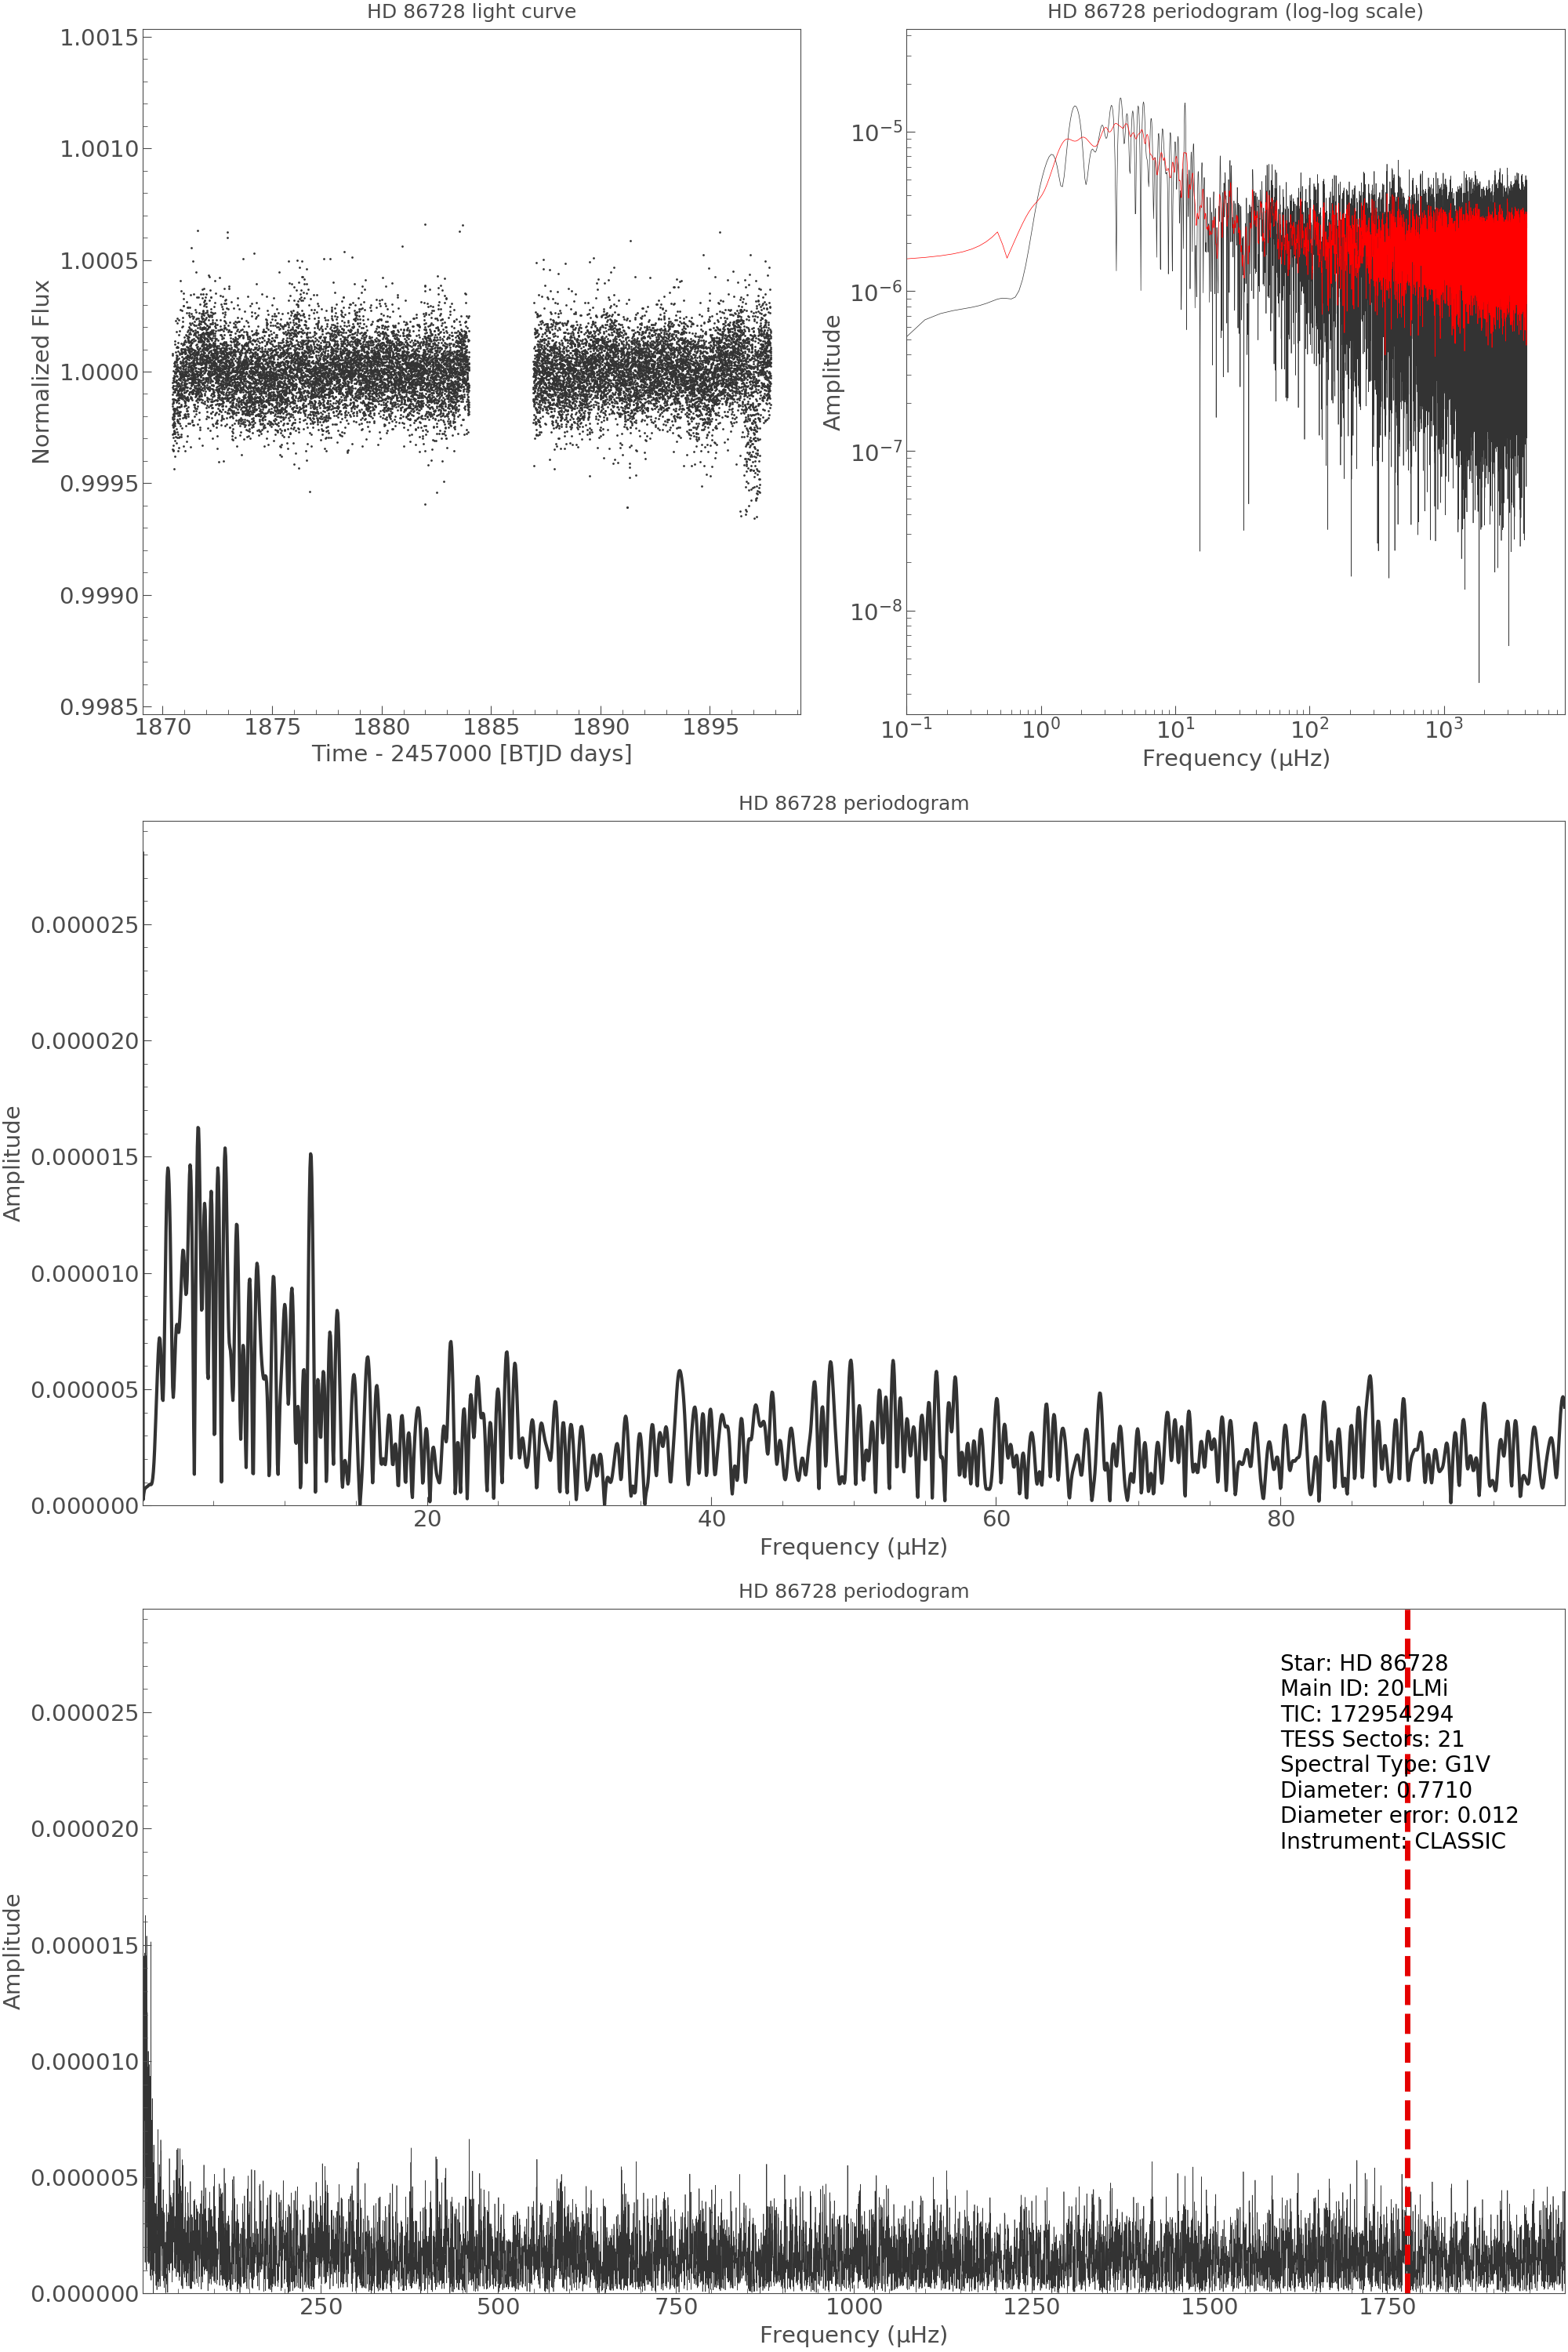 HD 86728 light curve
1.0015
1.0010
1.0005
1.0000
0.9995
0.9990
0.9985
Normalized Flux
1870 1875 1880 1885 1890 1895
Time - 2457000 [BTJD days]
HD 86728 periodogram (log-log scale)
10⁻⁵
10⁻⁶
10⁻⁷
10⁻⁸
Amplitude
10⁻¹ 10⁰ 10¹ 10² 10³
Frequency (μHz)
HD 86728 periodogram
0.000025
0.000020
0.000015
0.000010
0.000005
0.000000
Amplitude
20 40 60 80
Frequency (μHz)
HD 86728 periodogram
Star: HD 86728
Main ID: 20 LMi
TIC: 172954294
TESS Sectors: 21
Spectral Type: G1V
Diameter: 0.7710
Diameter error: 0.012
Instrument: CLASSIC
0.000025
0.000020
0.000015
0.000010
0.000005
0.000000
Amplitude
250 500 750 1000 1250 1500 1750
Frequency (μHz)